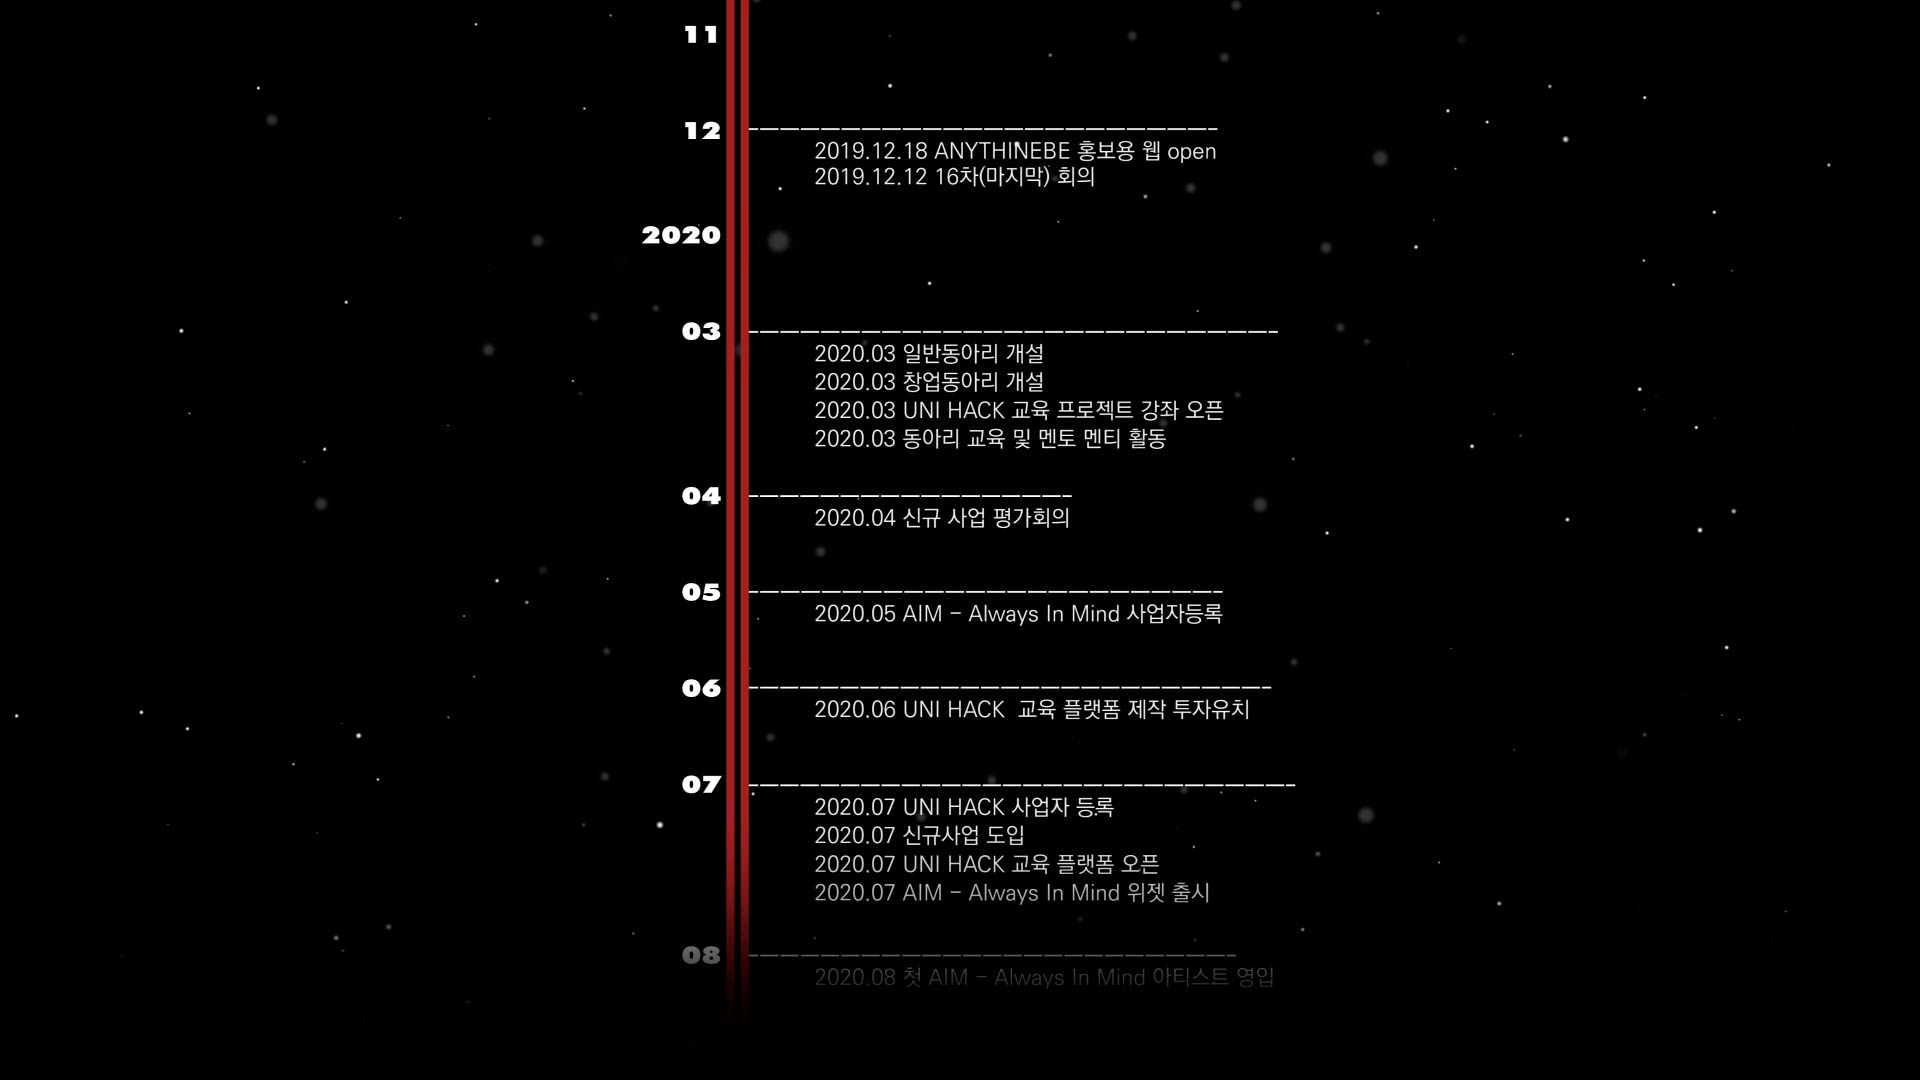 11
12
2019.12.18 ANYTHINEBE 홍보용 웹 open
2019.12.12 16차(마지막) 회의
2020
03
2020.03 일반동아리 개설
2020.03 창업동아리 개설
2020.03 UNI HACK 교육 프로젝트 강좌 오픈
2020.03 동아리 교육 및 멘토 멘티 활동
04
2020.04 신규 사업 평가회의
05
2020.05 AIM - Always In Mind 사업자등록
06
2020.06 UNI HACK  교육 플랫폼 제작 투자유치
07
2020.07 UNI HACK 사업자 등록
2020.07 신규사업 도입
2020.07 UNI HACK 교육 플랫폼 오픈
2020.07 AIM - Always In Mind 위젯 출시
08
2020.08 첫 AIM - Always In Mind 아티스트 영입